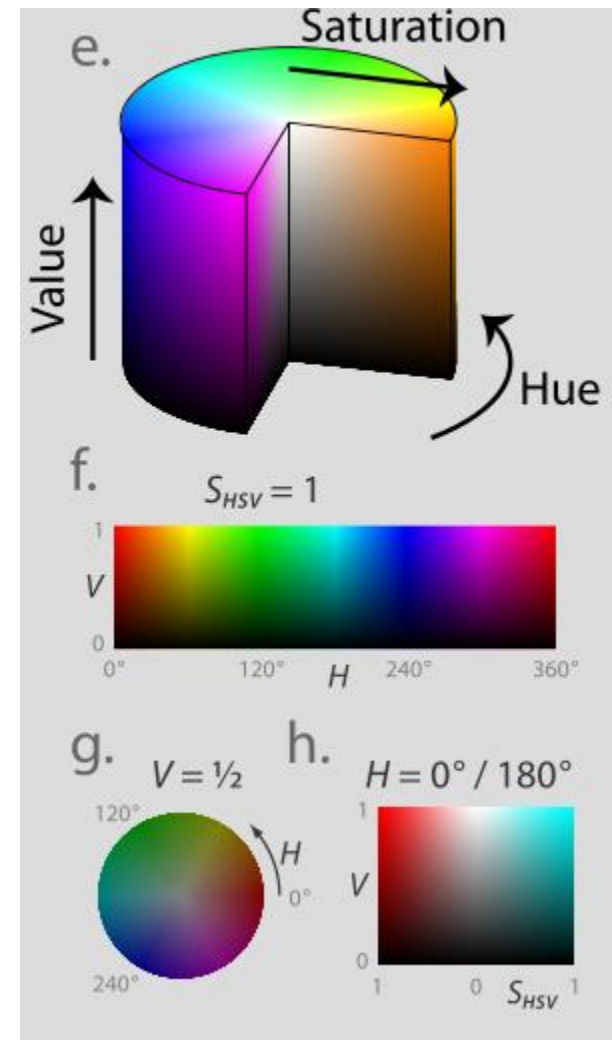 e.
Saturation
Value
Hue
f.
S_HSV = 1
1
V
0
0° 120° H 240° 360°
g. h.
V = ½ H = 0° / 180°
120°
H
0°
240°
1
V
0
1 0 S_HSV 1